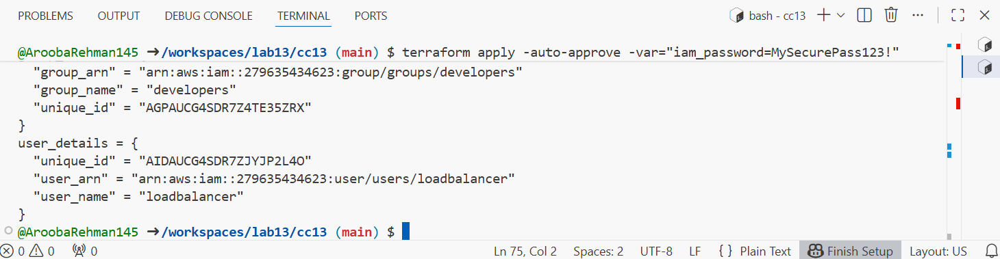 PROBLEMS OUTPUT DEBUG CONSOLE TERMINAL PORTS bash - cc13
@AroobaRehman145 ➜/workspaces/lab13/cc13 (main) $ terraform apply -auto-approve -var="iam_password=MySecurePass123!"
"group_arn" = "arn:aws:iam::279635434623:group/groups/developers"
"group_name" = "developers"
"unique_id" = "AGPAUCG4SDR7Z4TE35ZRX"
}
user_details = {
"unique_id" = "AIDAUCG4SDR7ZJYJP2L4O"
"user_arn" = "arn:aws:iam::279635434623:user/users/loadbalancer"
"user_name" = "loadbalancer"
}
@AroobaRehman145 ➜/workspaces/lab13/cc13 (main) $
0 0 0 Ln 75, Col 2 Spaces: 2 UTF-8 LF { } Plain Text Finish Setup Layout: US